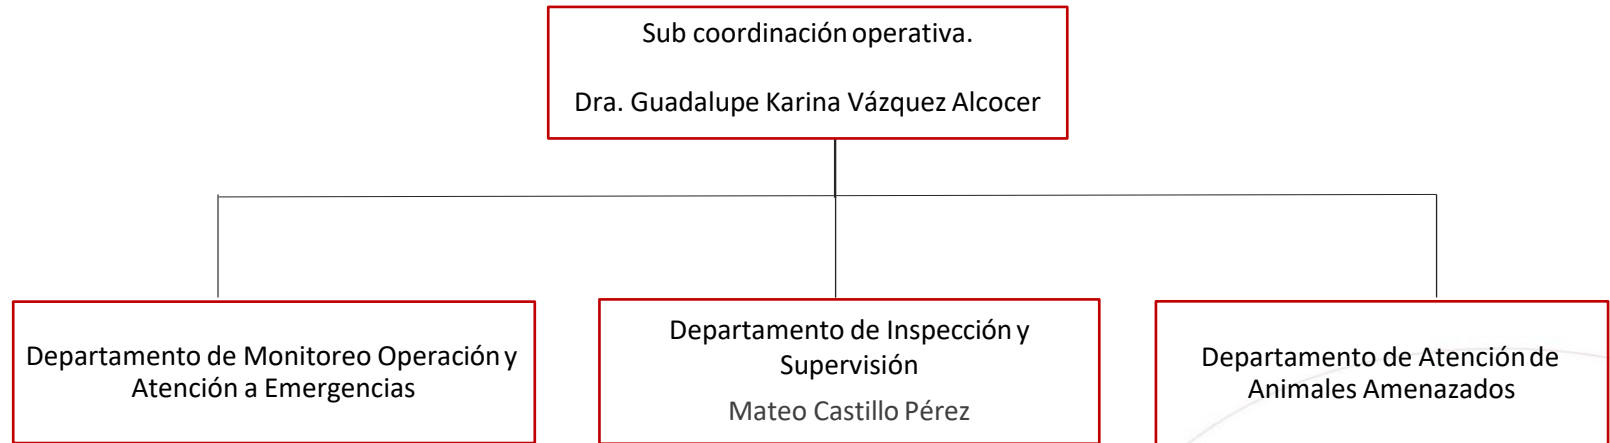 Sub coordinación operativa.
Dra. Guadalupe Karina Vázquez Alcocer
Departamento de Monitoreo Operación y
Atención a Emergencias
Departamento de Inspección y
Supervisión
Mateo Castillo Pérez
Departamento de Atención de
Animales Amenazados